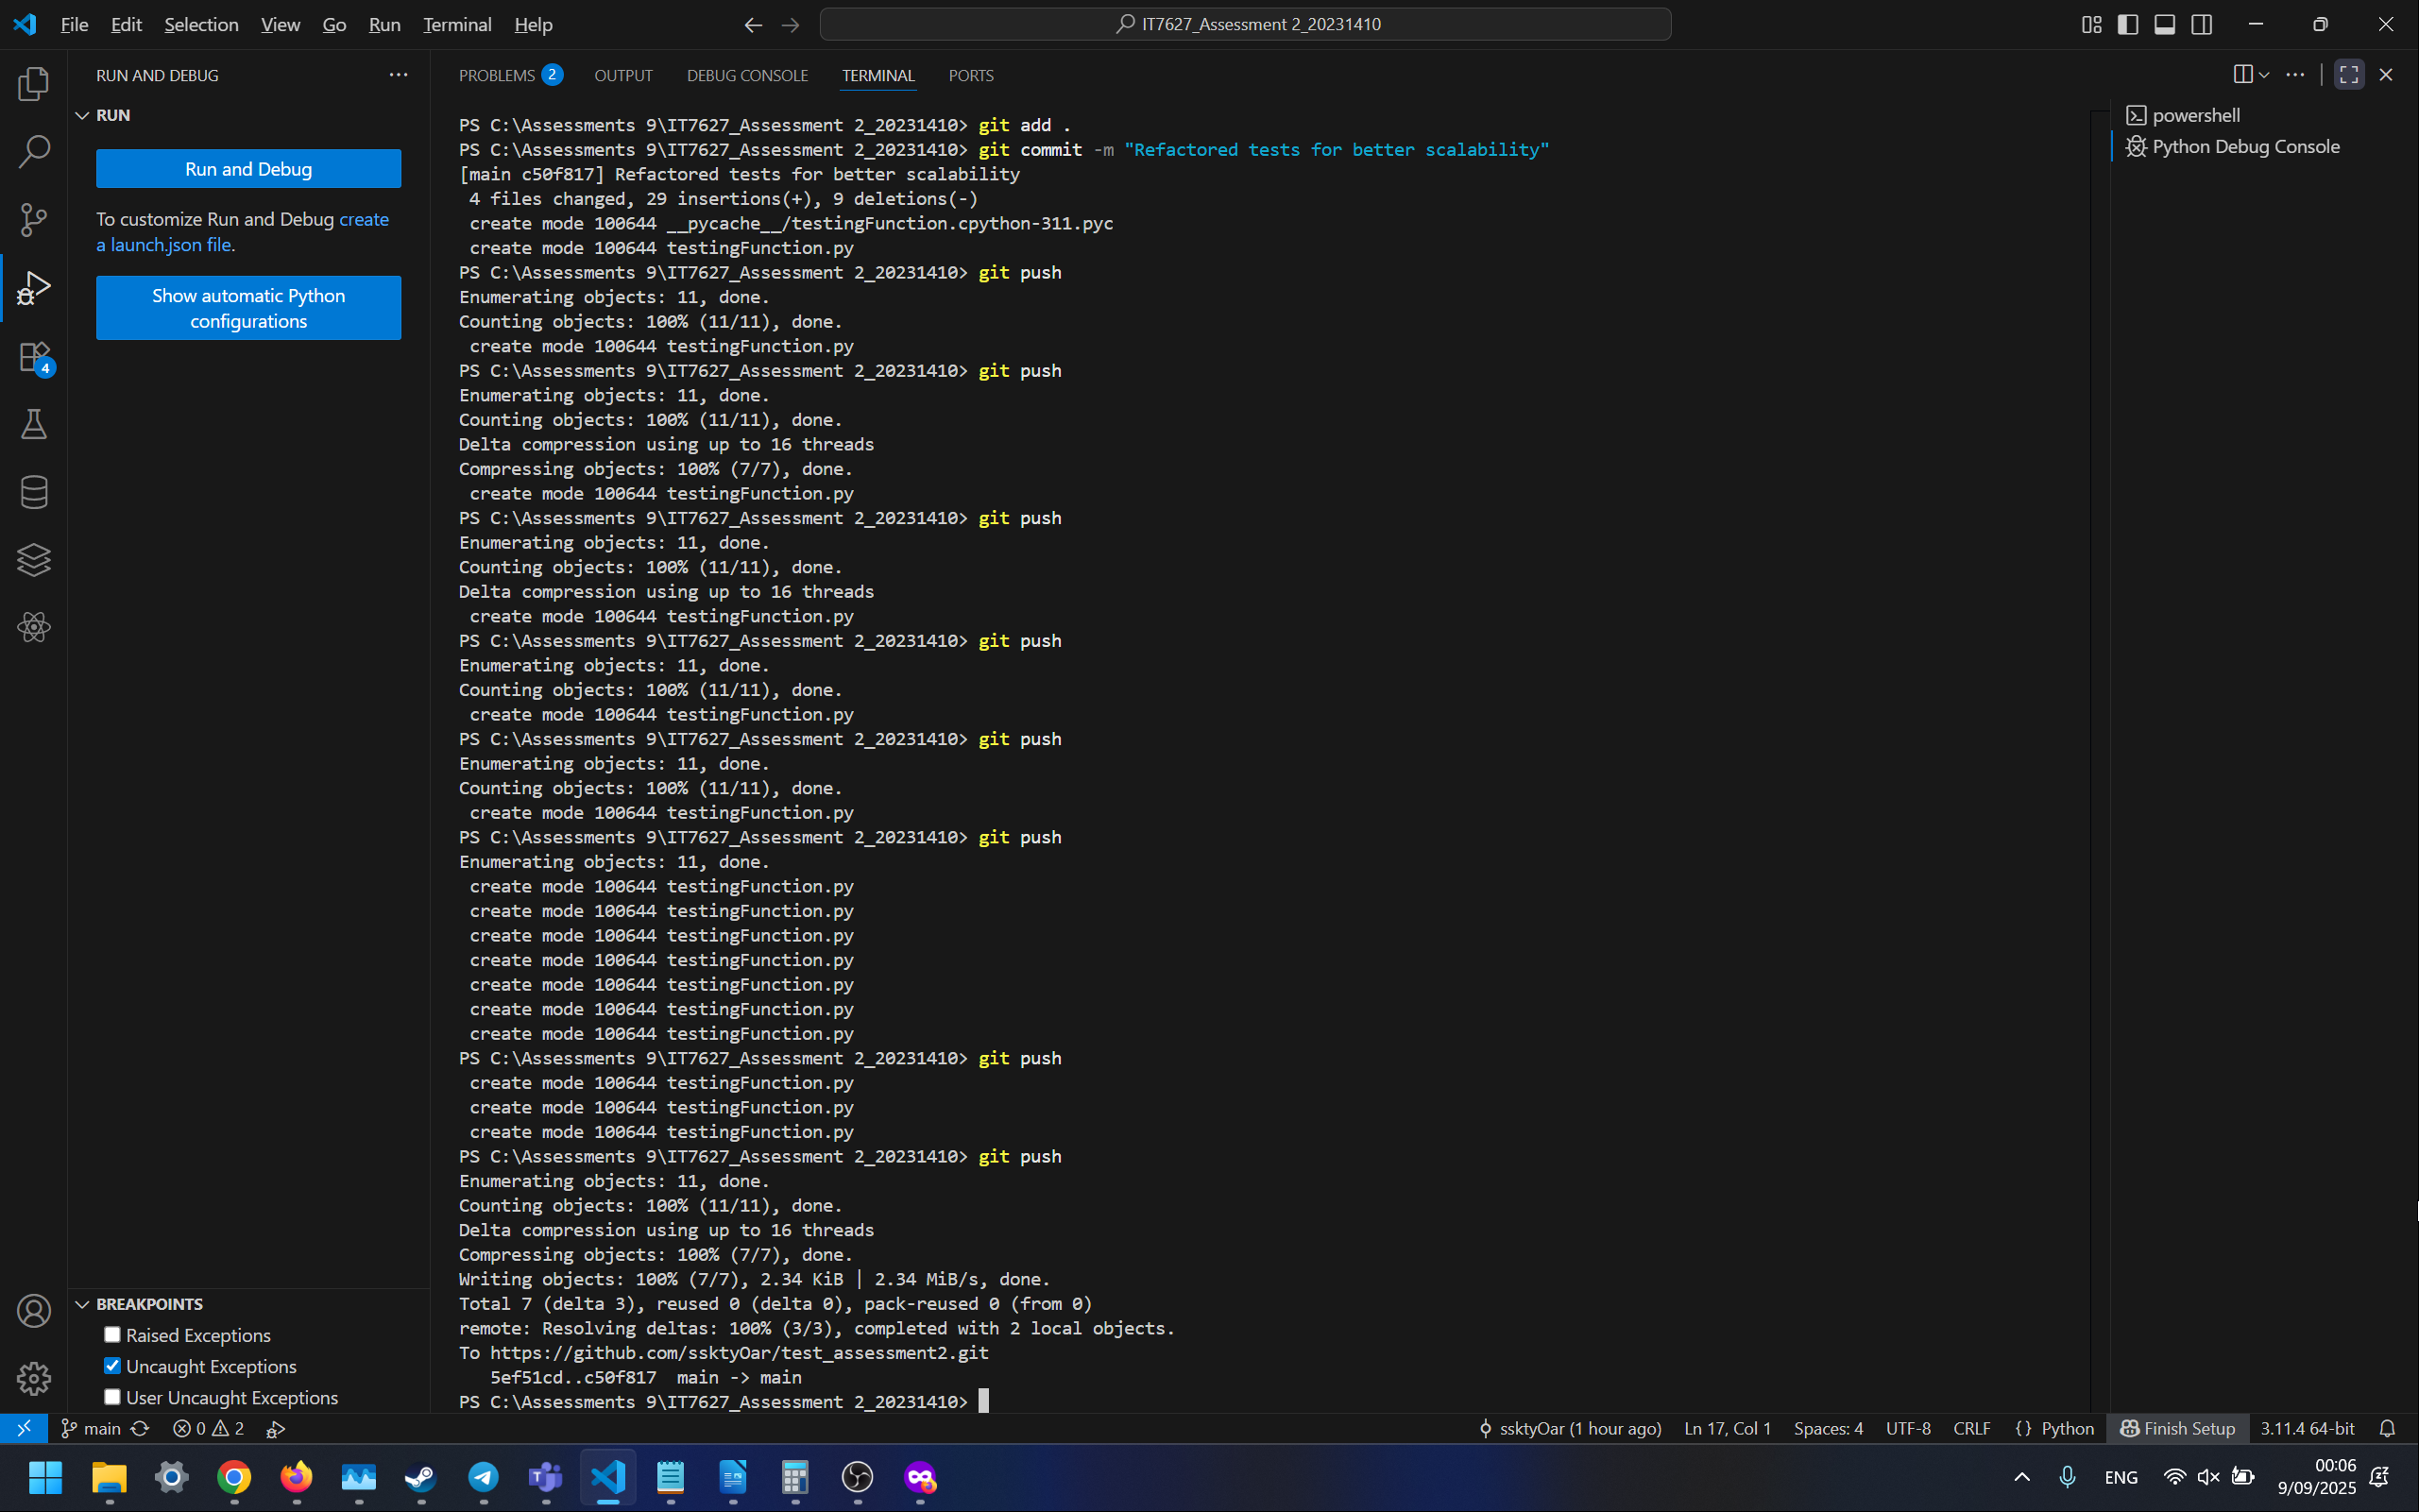 File Edit Selection View Go Run Terminal Help
IT7627_Assessment 2_20231410
RUN AND DEBUG
RUN
Run and Debug
To customize Run and Debug create
a launch.json file.
Show automatic Python
configurations
4
PROBLEMS 2 OUTPUT DEBUG CONSOLE TERMINAL PORTS
PS C:\Assessments 9\IT7627_Assessment 2_20231410> git add .
PS C:\Assessments 9\IT7627_Assessment 2_20231410> git commit -m "Refactored tests for better scalability"
[main c50f817] Refactored tests for better scalability
4 files changed, 29 insertions(+), 9 deletions(-)
create mode 100644 __pycache__/testingFunction.cpython-311.pyc
create mode 100644 testingFunction.py
PS C:\Assessments 9\IT7627_Assessment 2_20231410> git push
Enumerating objects: 11, done.
Counting objects: 100% (11/11), done.
create mode 100644 testingFunction.py
PS C:\Assessments 9\IT7627_Assessment 2_20231410> git push
Enumerating objects: 11, done.
Counting objects: 100% (11/11), done.
Delta compression using up to 16 threads
Compressing objects: 100% (7/7), done.
create mode 100644 testingFunction.py
PS C:\Assessments 9\IT7627_Assessment 2_20231410> git push
Enumerating objects: 11, done.
Counting objects: 100% (11/11), done.
Delta compression using up to 16 threads
create mode 100644 testingFunction.py
PS C:\Assessments 9\IT7627_Assessment 2_20231410> git push
Enumerating objects: 11, done.
Counting objects: 100% (11/11), done.
create mode 100644 testingFunction.py
PS C:\Assessments 9\IT7627_Assessment 2_20231410> git push
Enumerating objects: 11, done.
Counting objects: 100% (11/11), done.
create mode 100644 testingFunction.py
PS C:\Assessments 9\IT7627_Assessment 2_20231410> git push
Enumerating objects: 11, done.
create mode 100644 testingFunction.py
create mode 100644 testingFunction.py
create mode 100644 testingFunction.py
create mode 100644 testingFunction.py
create mode 100644 testingFunction.py
create mode 100644 testingFunction.py
create mode 100644 testingFunction.py
PS C:\Assessments 9\IT7627_Assessment 2_20231410> git push
create mode 100644 testingFunction.py
create mode 100644 testingFunction.py
create mode 100644 testingFunction.py
PS C:\Assessments 9\IT7627_Assessment 2_20231410> git push
Enumerating objects: 11, done.
Counting objects: 100% (11/11), done.
Delta compression using up to 16 threads
Compressing objects: 100% (7/7), done.
Writing objects: 100% (7/7), 2.34 KiB | 2.34 MiB/s, done.
Total 7 (delta 3), reused 0 (delta 0), pack-reused 0 (from 0)
remote: Resolving deltas: 100% (3/3), completed with 2 local objects.
To https://github.com/ssktyOar/test_assessment2.git
5ef51cd..c50f817 main -> main
PS C:\Assessments 9\IT7627_Assessment 2_20231410>
powershell
Python Debug Console
BREAKPOINTS
Raised Exceptions
Uncaught Exceptions
User Uncaught Exceptions
main 0 2 ssktyOar (1 hour ago) Ln 17, Col 1 Spaces: 4 UTF-8 CRLF {} Python Finish Setup 3.11.4 64-bit
ENG
00:06
9/09/2025